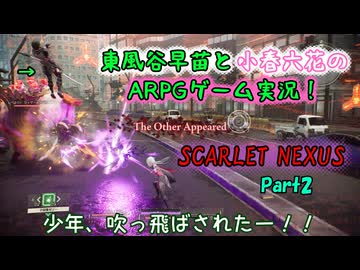 東風谷早苗と小春六花の
ARPGゲーム実況！
→
The Other Appeared
SCARLET NEXUS
Part2
少年、吹っ飛ばされたー！！